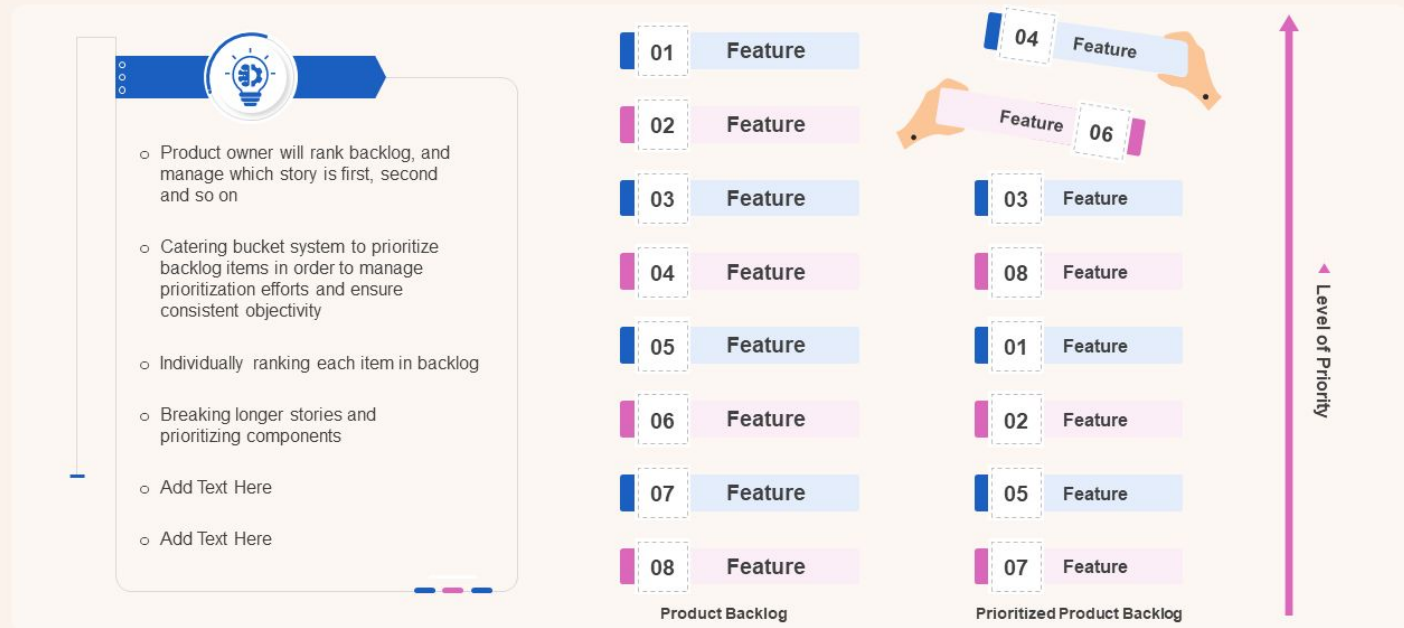 Product owner will rank backlog, and
manage which story is first, second
and so on
Catering bucket system to prioritize
backlog items in order to manage
prioritization efforts and ensure
consistent objectivity
Individually ranking each item in backlog
Breaking longer stories and
prioritizing components
Add Text Here
Add Text Here
01 Feature
02 Feature
03 Feature
04 Feature
05 Feature
06 Feature
07 Feature
08 Feature
Product Backlog
04 Feature
Feature 06
03 Feature
08 Feature
01 Feature
02 Feature
05 Feature
07 Feature
Prioritized Product Backlog
Level of Priority